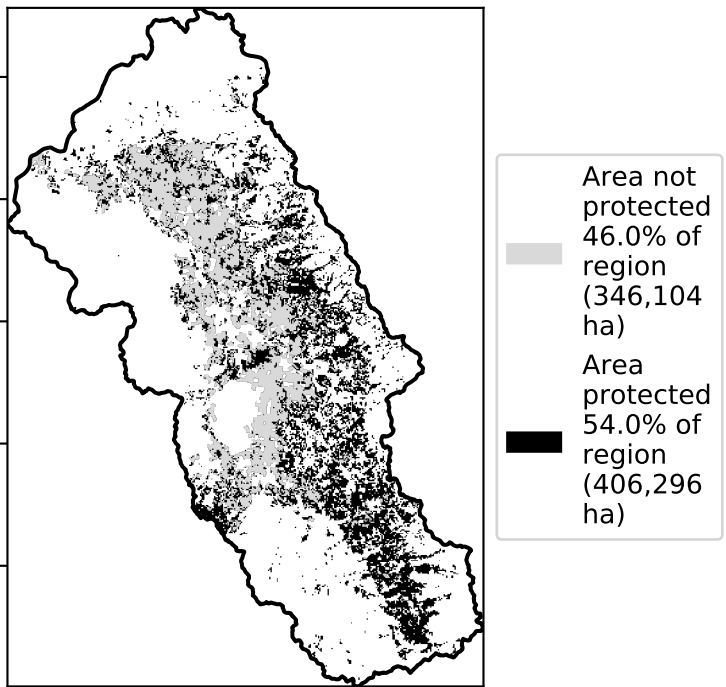 Area not
protected
46.0% of
region
(346,104
ha)
Area
protected
54.0% of
region
(406,296
ha)